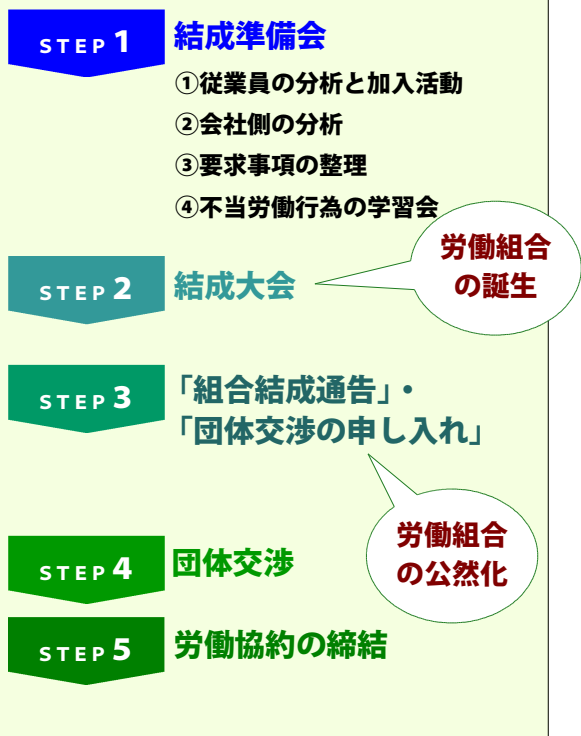 STEP 1 結成準備会
①従業員の分析と加入活動
②会社側の分析
③要求事項の整理
④不当労働行為の学習会
労働組合
の誕生
STEP 2 結成大会
STEP 3 「組合結成通告」・
「団体交渉の申し入れ」
労働組合
の公然化
STEP 4 団体交渉
STEP 5 労働協約の締結